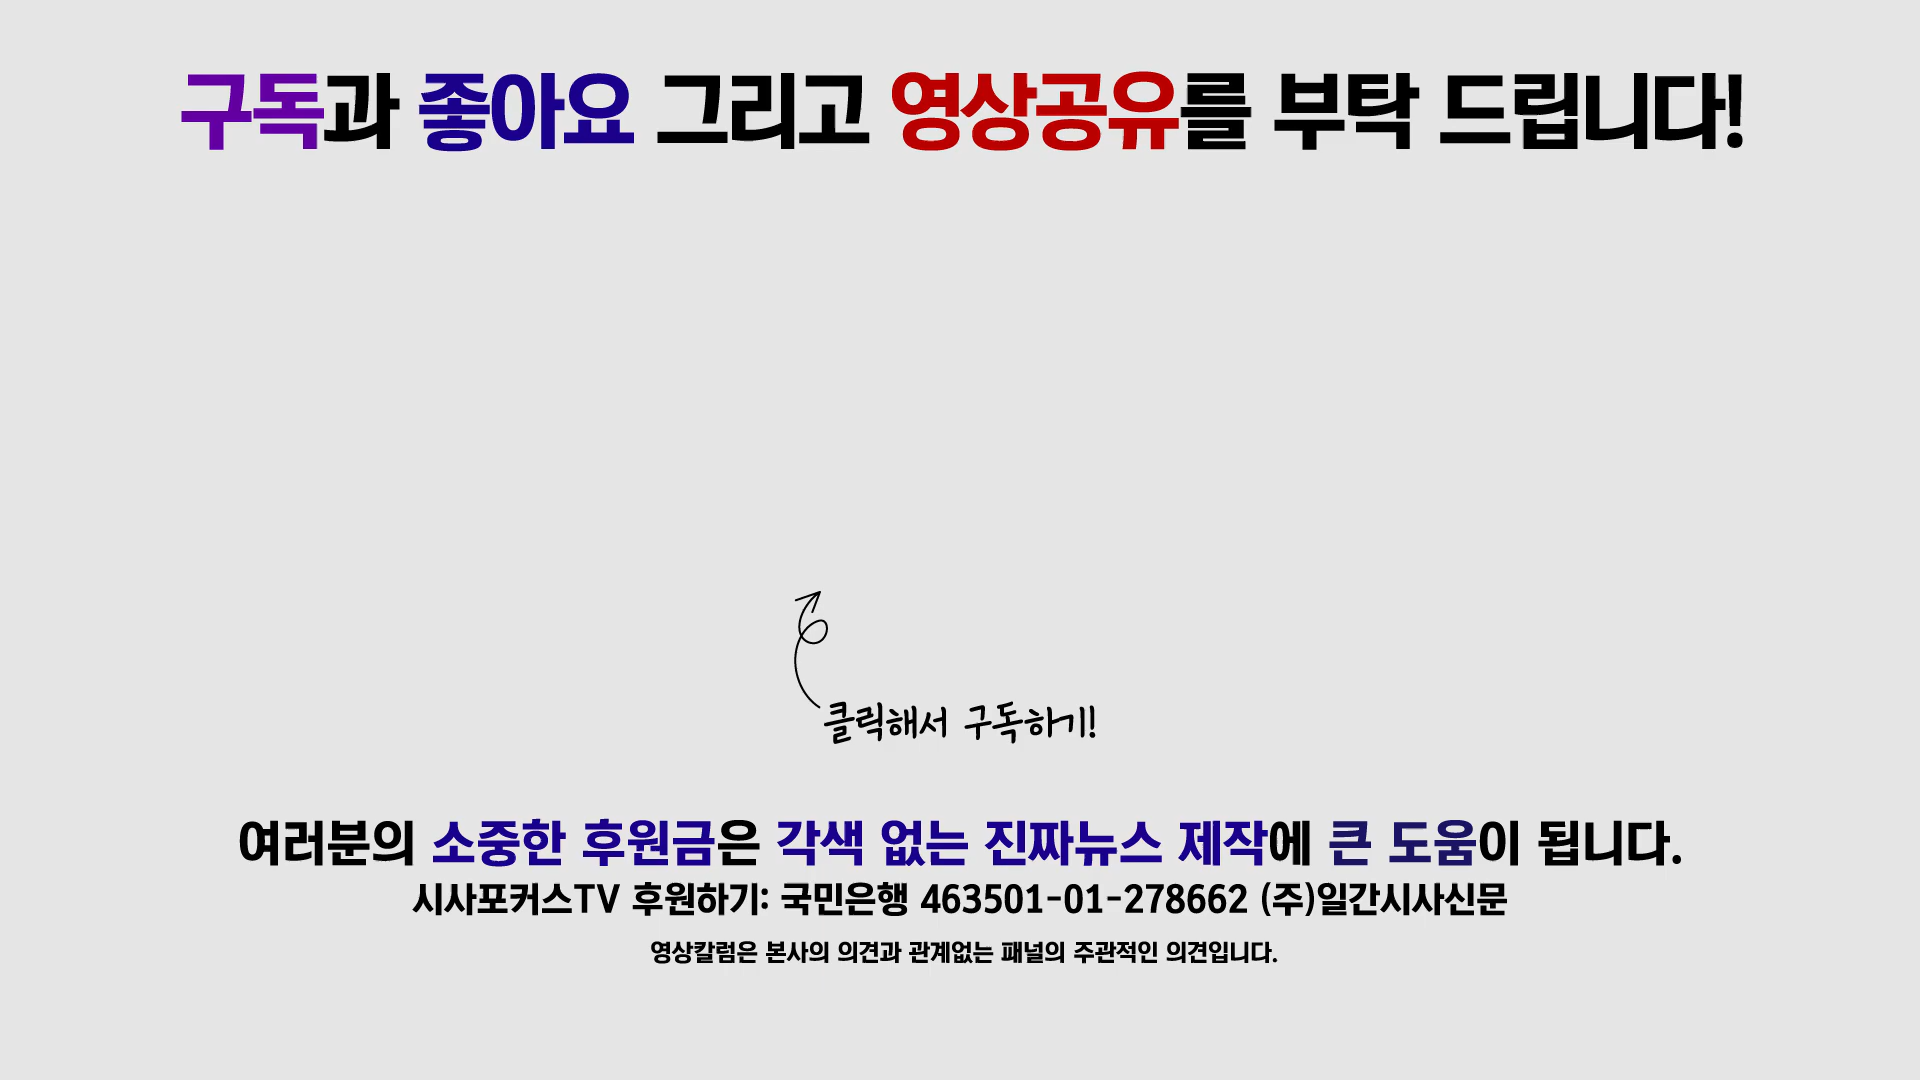 구독과 좋아요 그리고 영상공유를 부탁 드립니다!
클릭해서 구독하기!
여러분의 소중한 후원금은 각색 없는 진짜뉴스 제작에 큰 도움이 됩니다.
시사포커스TV 후원하기: 국민은행 463501-01-278662 (주)일간시사신문
영상칼럼은 본사의 의견과 관계없는 패널의 주관적인 의견입니다.